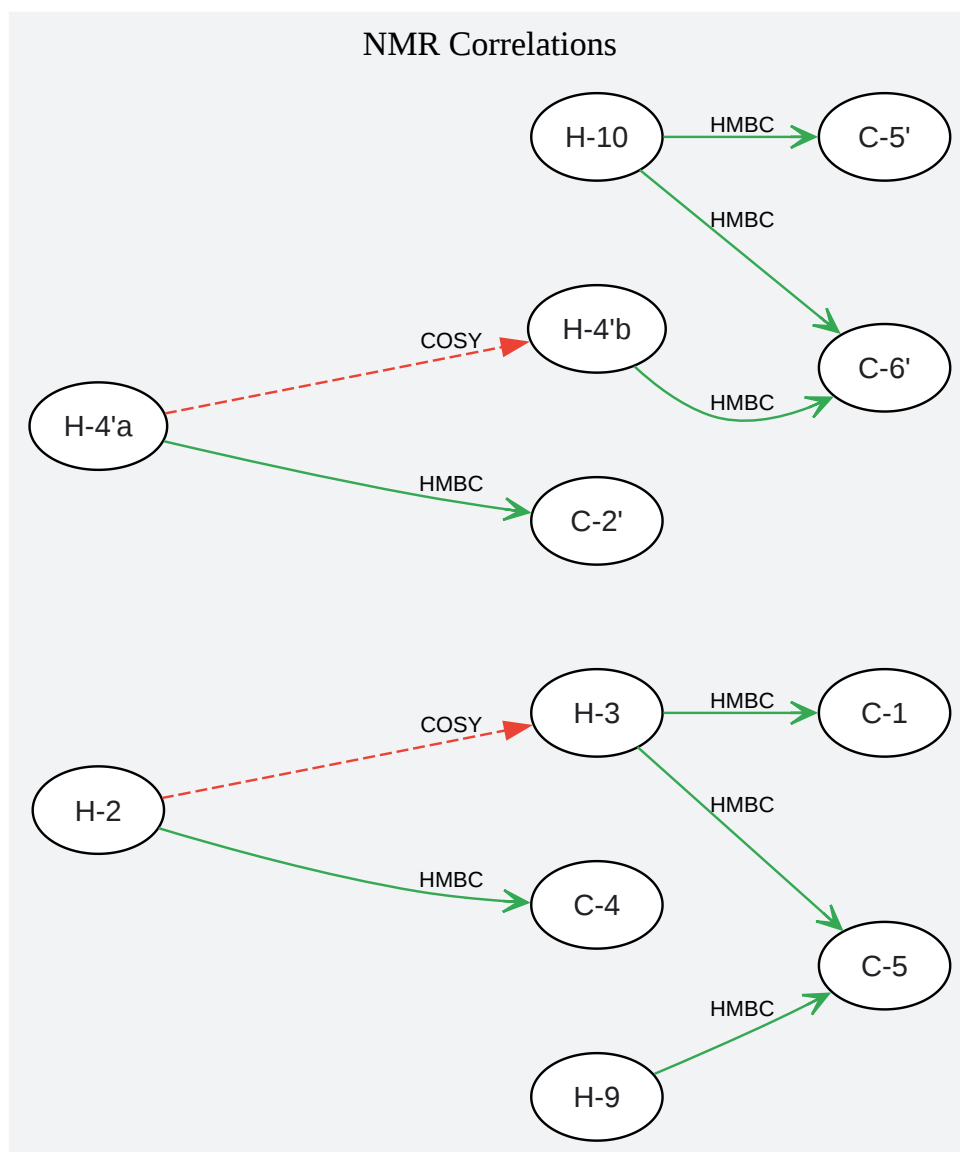 NMR Correlations
H-10
HMBC
C-5'
HMBC
H-4'b
COSY
C-6'
HMBC
H-4'a
HMBC
C-2'
H-3
HMBC
C-1
COSY
H-2
HMBC
HMBC
C-4
C-5
HMBC
H-9